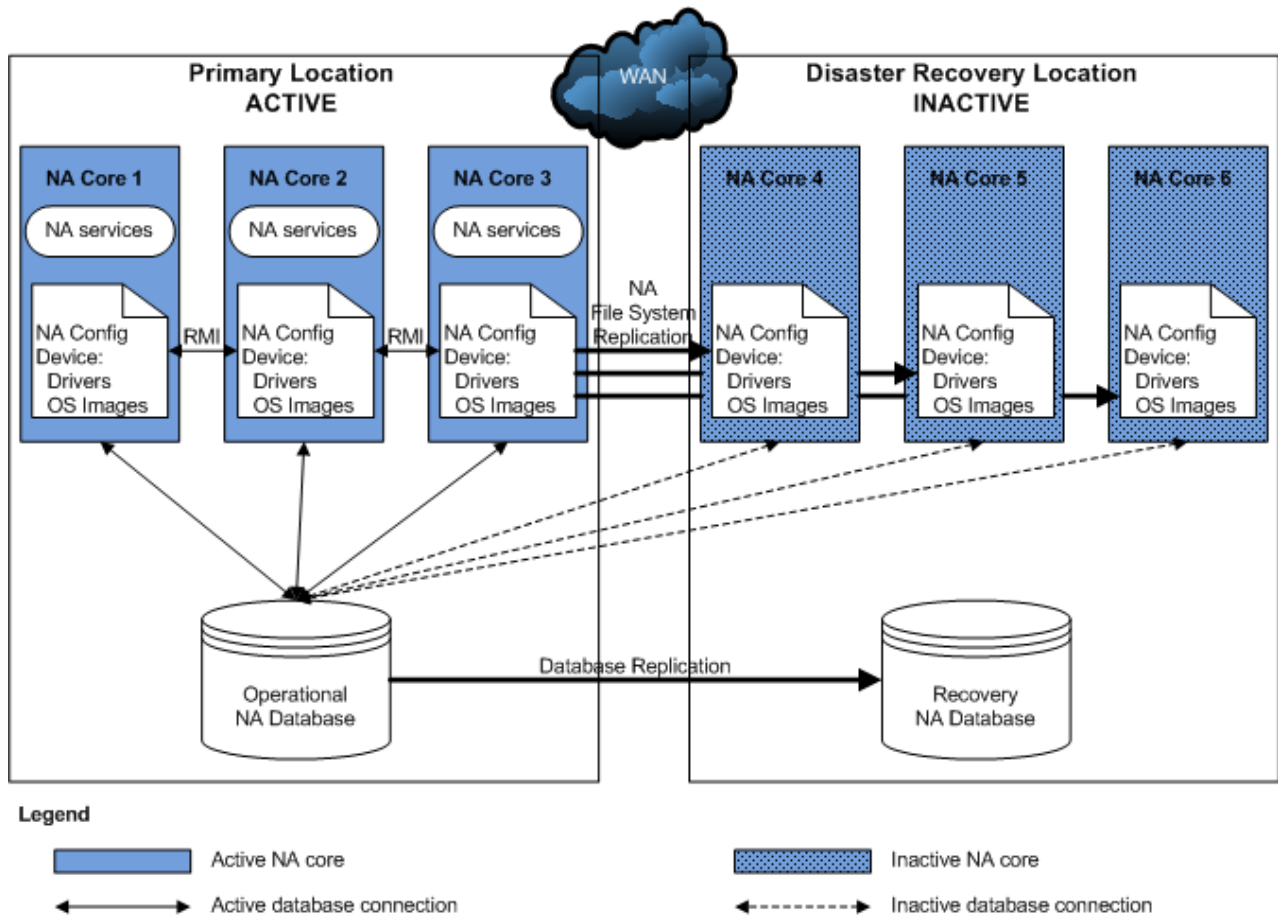 WAN
Primary Location
ACTIVE
Disaster Recovery Location
INACTIVE
NA Core 1
NA Core 2
NA Core 3
NA Core 4
NA Core 5
NA Core 6
NA services
NA services
NA services
NA
File System
Replication
NA Config
Device:
Drivers
OS Images
RMI
NA Config
Device:
Drivers
OS Images
RMI
NA Config
Device:
Drivers
OS Images
NA Config
Device:
Drivers
OS Images
NA Config
Device:
Drivers
OS Images
NA Config
Device:
Drivers
OS Images
Operational
NA Database
Database Replication
Recovery
NA Database
Legend
Active NA core
Inactive NA core
Active database connection
Inactive database connection